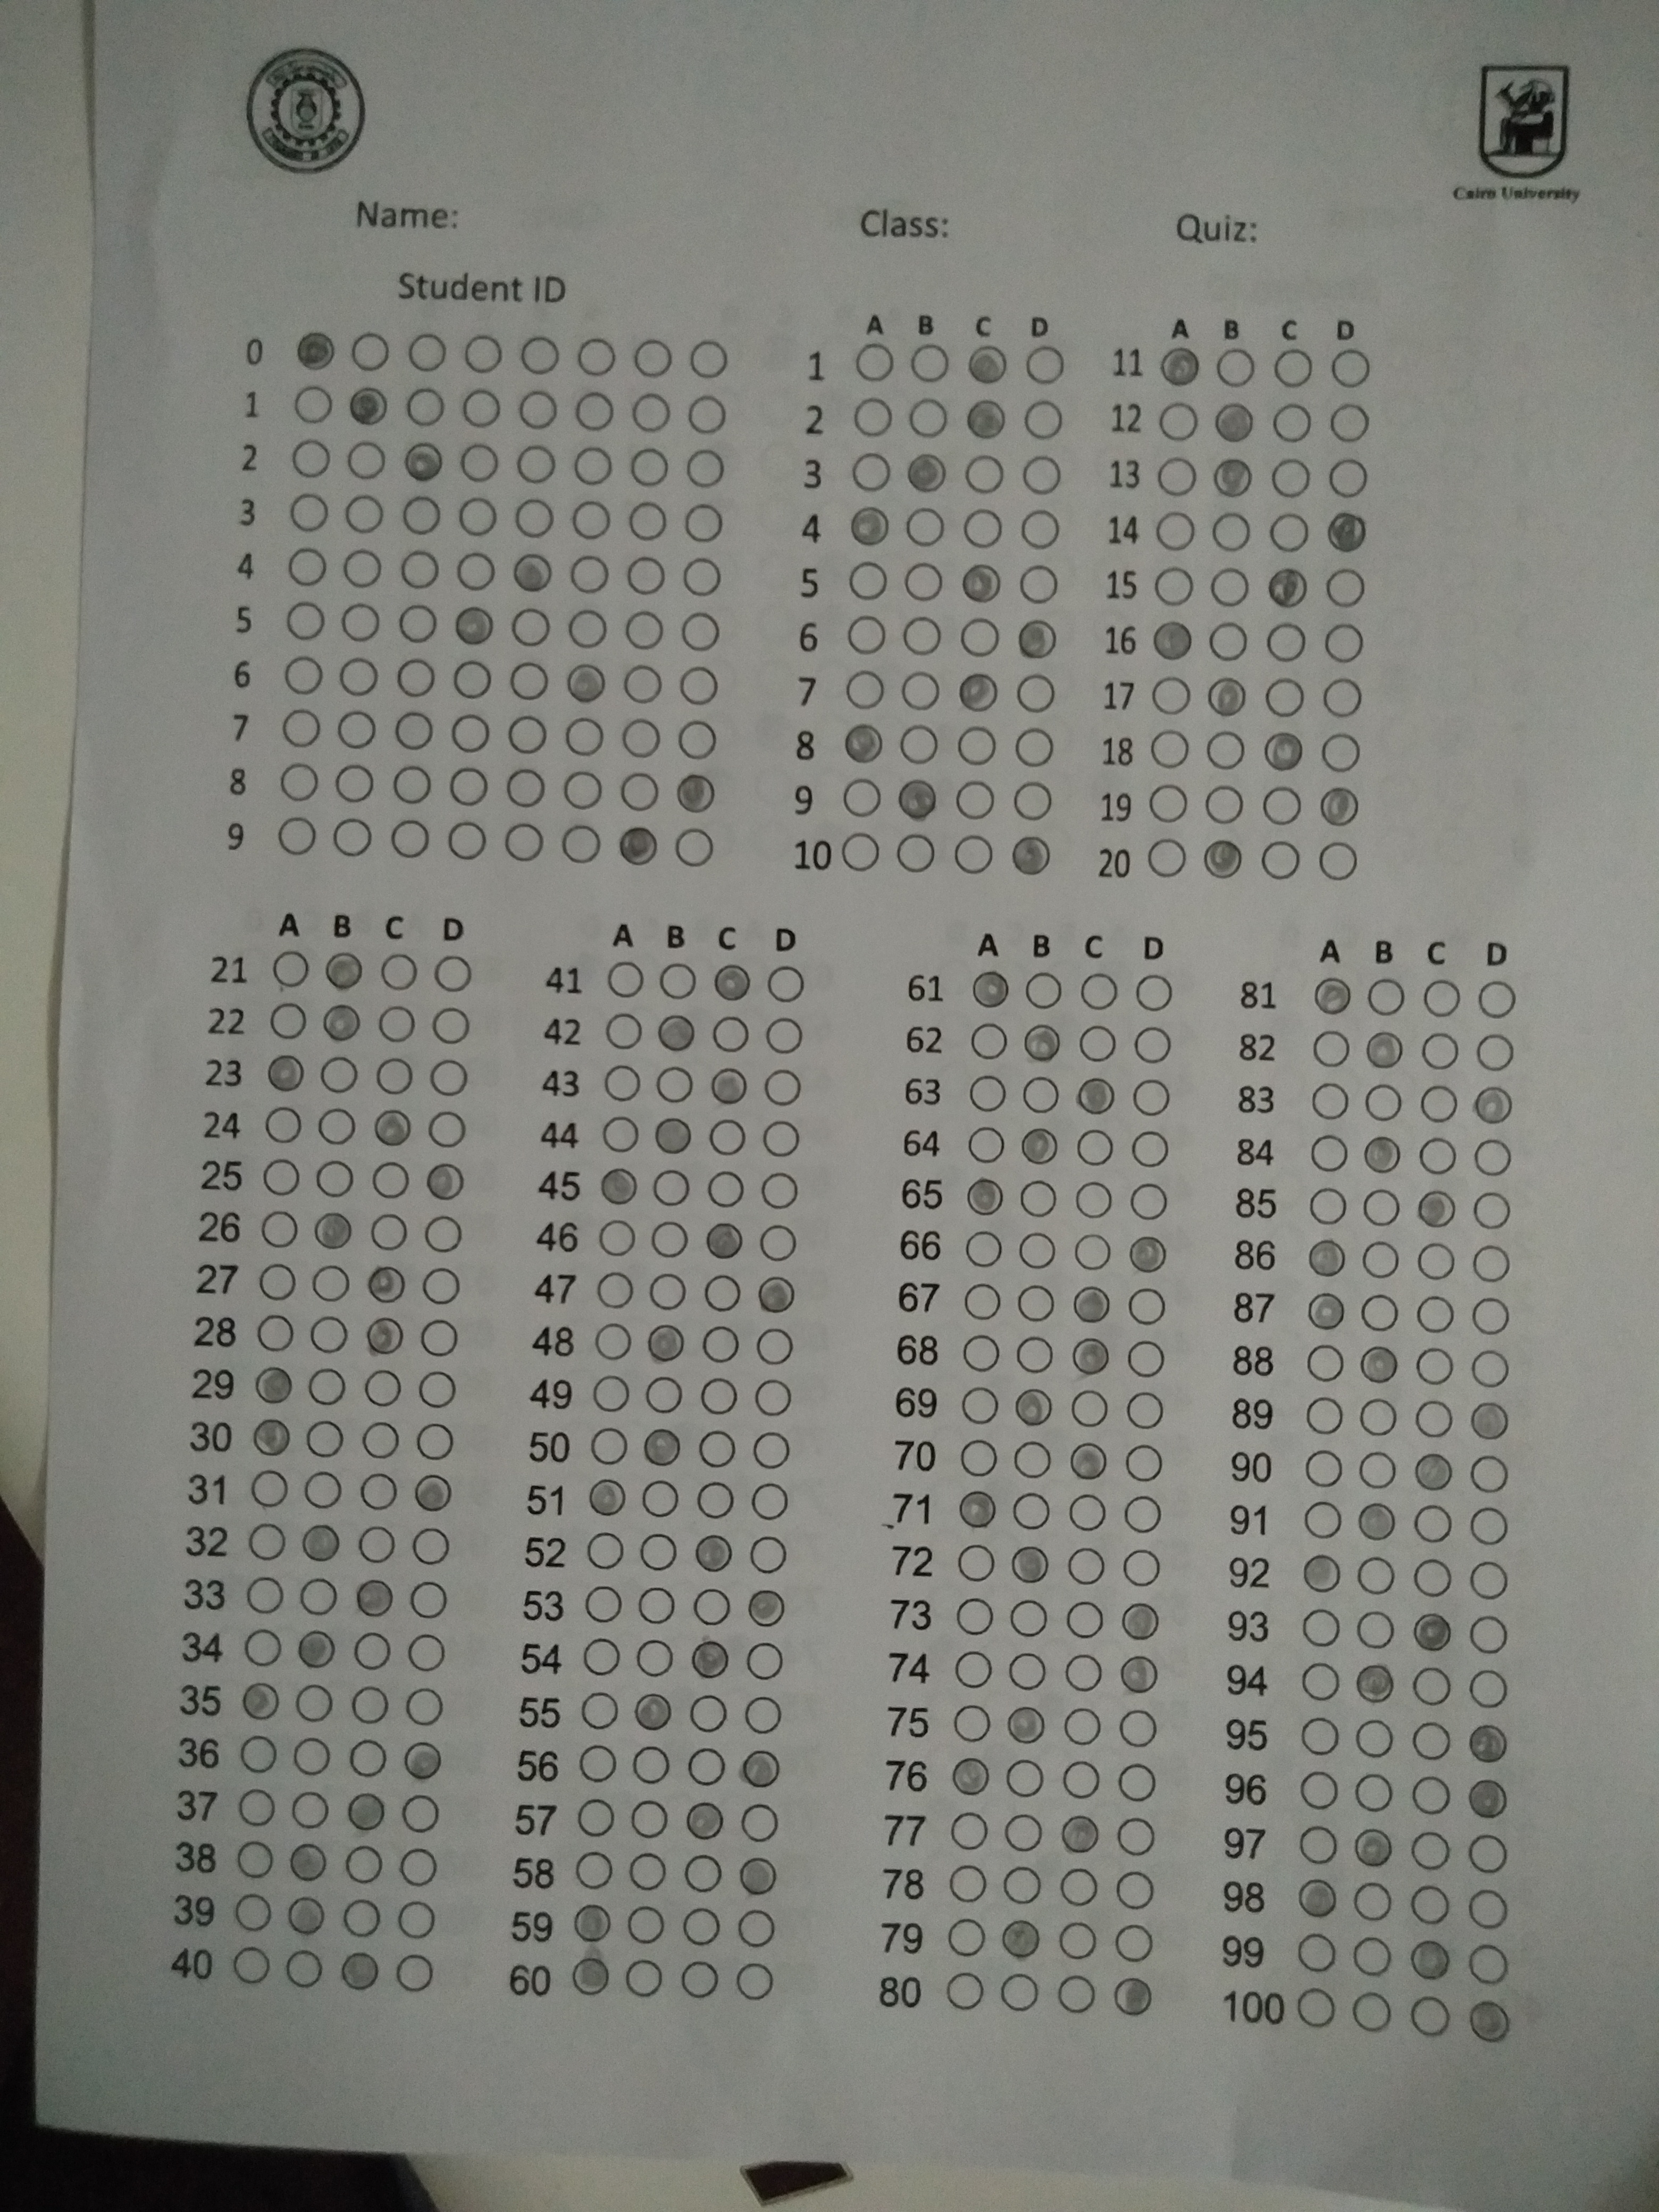 Cairo University
Name: Class: Quiz:
Student ID
A B C D A B C D
0 1 11
1 2 12
2 3 13
3 4 14
4 5 15
5 6 16
6 7 17
7 8 18
8 9 19
9 10 20
A B C D A B C D A B C D A B C D
21 41 61 81
22 42 62 82
23 43 63 83
24 44 64 84
25 45 65 85
26 46 66 86
27 47 67 87
28 48 68 88
29 49 69 89
30 50 70 90
31 51 71 91
32 52 72 92
33 53 73 93
34 54 74 94
35 55 75 95
36 56 76 96
37 57 77 97
38 58 78 98
39 59 79 99
40 60 80 100